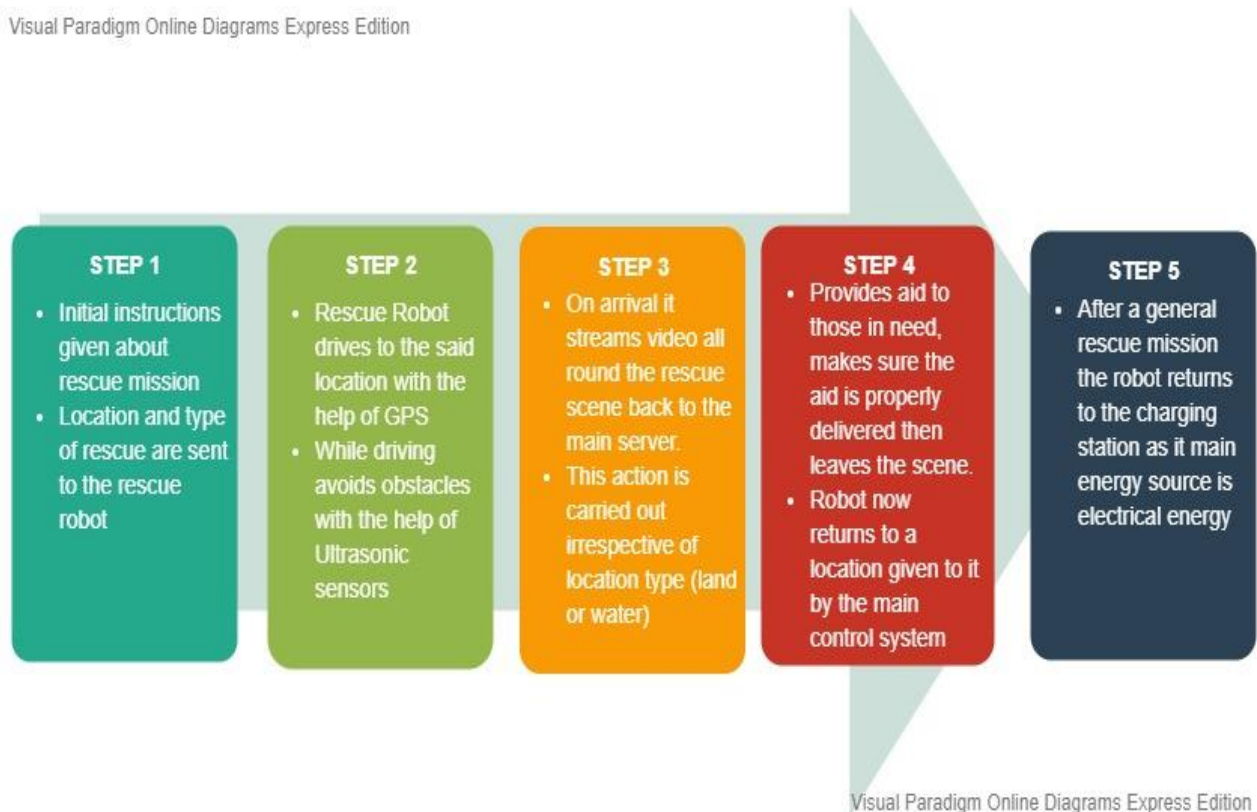 Visual Paradigm Online Diagrams Express Edition
STEP 1
• Initial instructions
given about
rescue mission
• Location and type
of rescue are sent
to the rescue
robot
STEP 2
• Rescue Robot
drives to the said
location with the
help of GPS
• While driving
avoids obstacles
with the help of
Ultrasonic
sensors
STEP 3
• On arrival it
streams video all
round the rescue
scene back to the
main server.
• This action is
carried out
irrespective of
location type (land
or water)
STEP 4
• Provides aid to
those in need,
makes sure the
aid is properly
delivered then
leaves the scene.
• Robot now
returns to a
location given to it
by the main
control system
STEP 5
• After a general
rescue mission
the robot returns
to the charging
station as it main
energy source is
electrical energy
Visual Paradigm Online Diagrams Express Edition